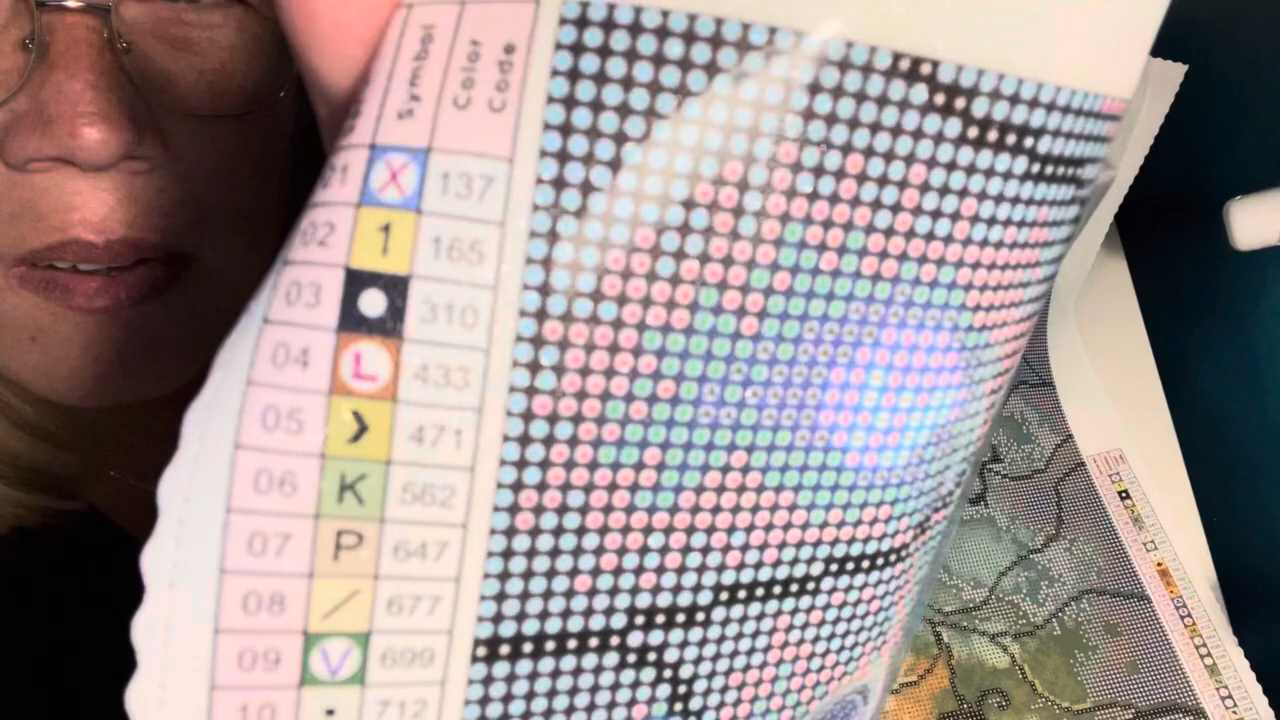 Symbol Color Code
01 X 137
02 1 165
03 310
04 L 433
05 › 471
06 K 562
07 P 647
08 / 677
09 V 699
10 712